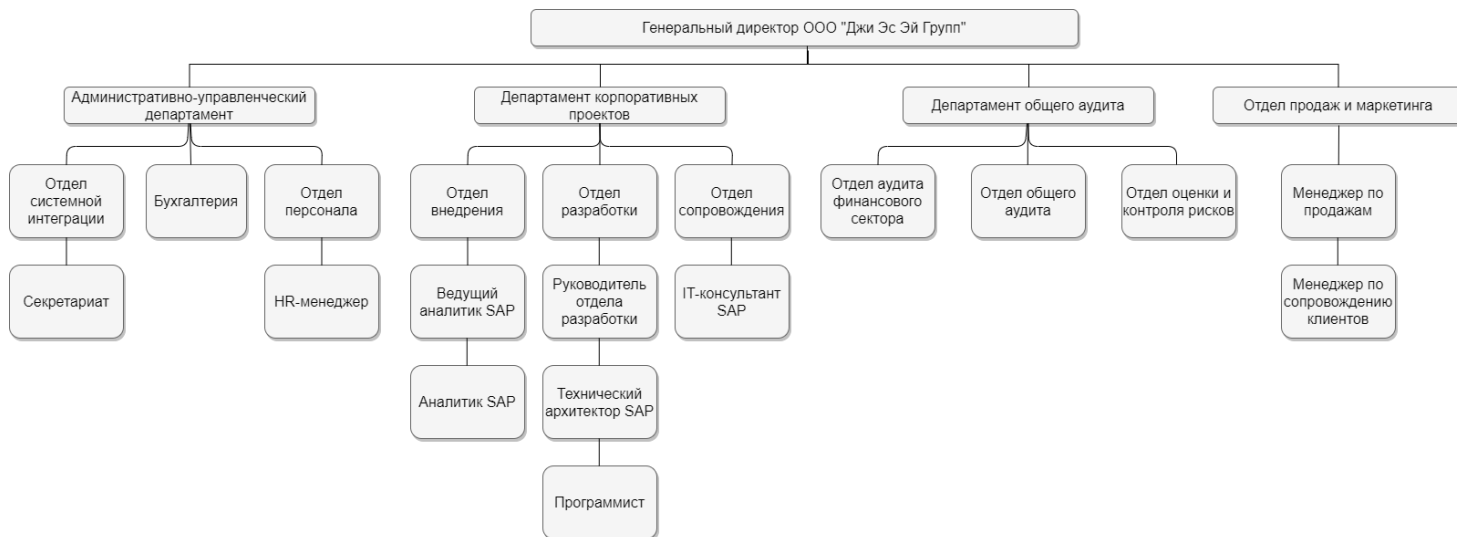 Генеральный директор ООО "Джи Эс Эй Групп"
Административно-управленческий
департамент
Департамент корпоративных
проектов
Департамент общего аудита
Отдел продаж и маркетинга
Отдел
системной
интеграции
Бухгалтерия
Отдел
персонала
Отдел
внедрения
Отдел
разработки
Отдел
сопровождения
Отдел аудита
финансового
сектора
Отдел общего
аудита
Отдел оценки и
контроля рисков
Менеджер по
продажам
Секретариат
HR-менеджер
Ведущий
аналитик SAP
Руководитель
отдела
разработки
IT-консультант
SAP
Менеджер по
сопровождению
клиентов
Аналитик SAP
Технический
архитектор SAP
Программист